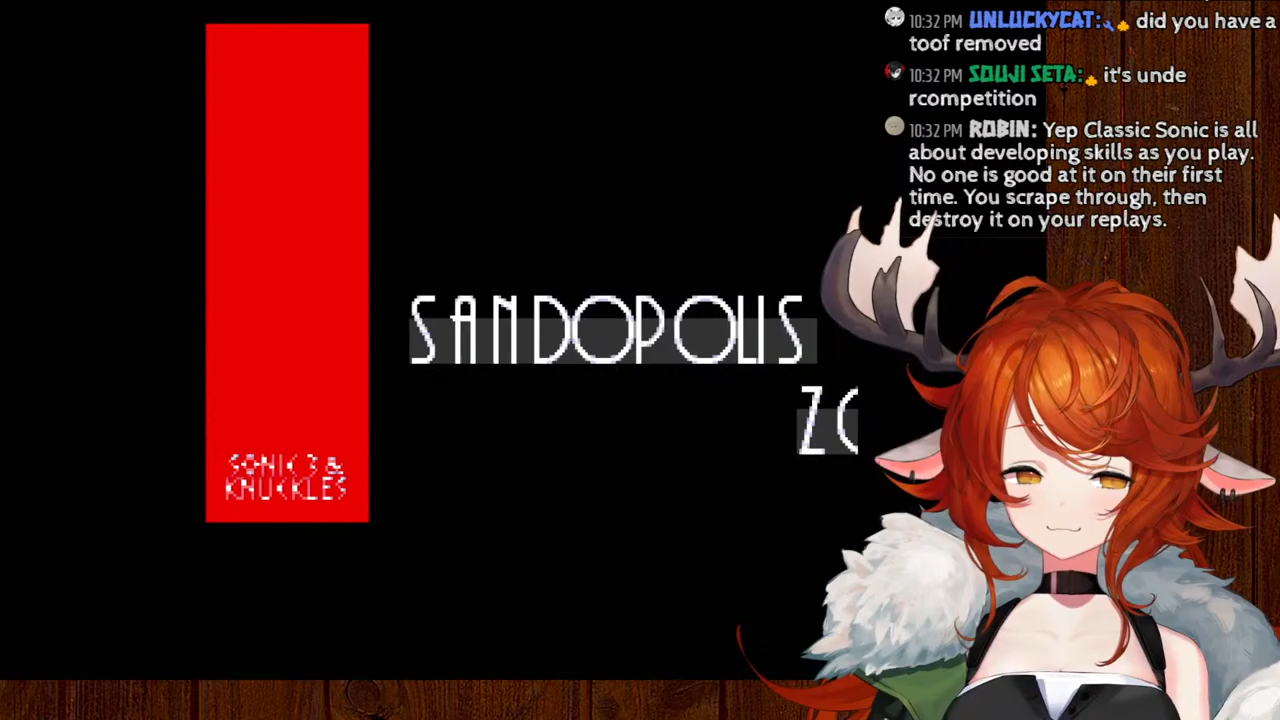 10:32 PM UNLUCKYCAT: did you have a
toof removed
10:32 PM SOUJI SETA: it's unde
rcompetition
10:32 PM ROBIN: Yep Classic Sonic is all
about developing skills as you play.
No one is good at it on their first
time. You scrape through, then
destroy it on your replays.
SANDOPOLIS
ZO
SONIC 3 &
KNUCKLES